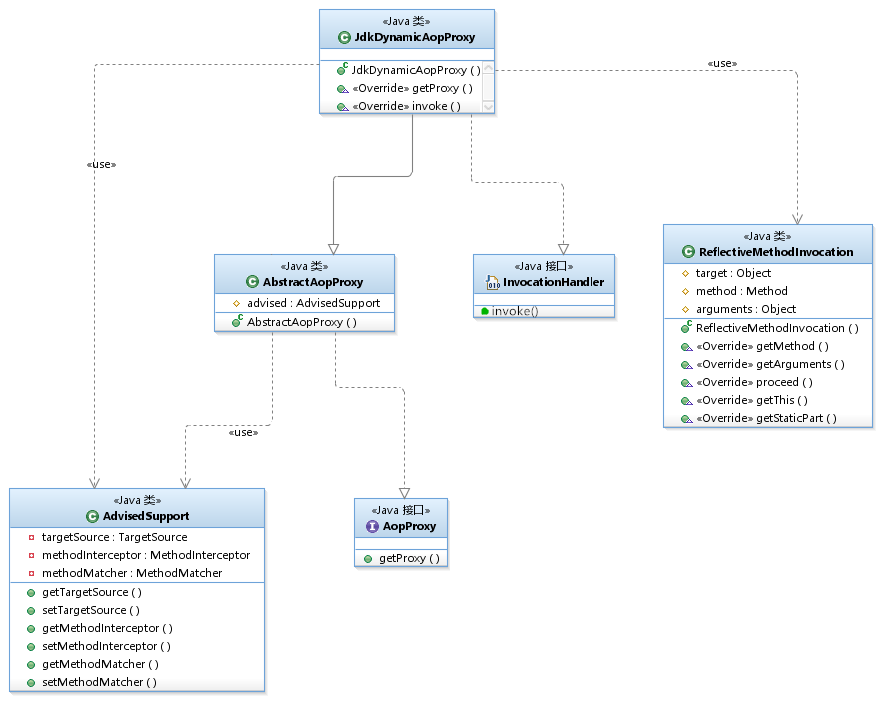 «Java 类»
JdkDynamicAopProxy
JdkDynamicAopProxy ( )
«Override» getProxy ( )
«Override» invoke ( )
«use»
«use»
«Java 类»
ReflectiveMethodInvocation
target : Object
method : Method
arguments : Object
ReflectiveMethodInvocation ( )
«Override» getMethod ( )
«Override» getArguments ( )
«Override» proceed ( )
«Override» getThis ( )
«Override» getStaticPart ( )
«Java 类»
AbstractAopProxy
advised : AdvisedSupport
AbstractAopProxy ( )
«Java 接口»
InvocationHandler
invoke()
«use»
«Java 类»
AdvisedSupport
targetSource : TargetSource
methodInterceptor : MethodInterceptor
methodMatcher : MethodMatcher
getTargetSource ( )
setTargetSource ( )
getMethodInterceptor ( )
setMethodInterceptor ( )
getMethodMatcher ( )
setMethodMatcher ( )
«Java 接口»
AopProxy
getProxy ( )